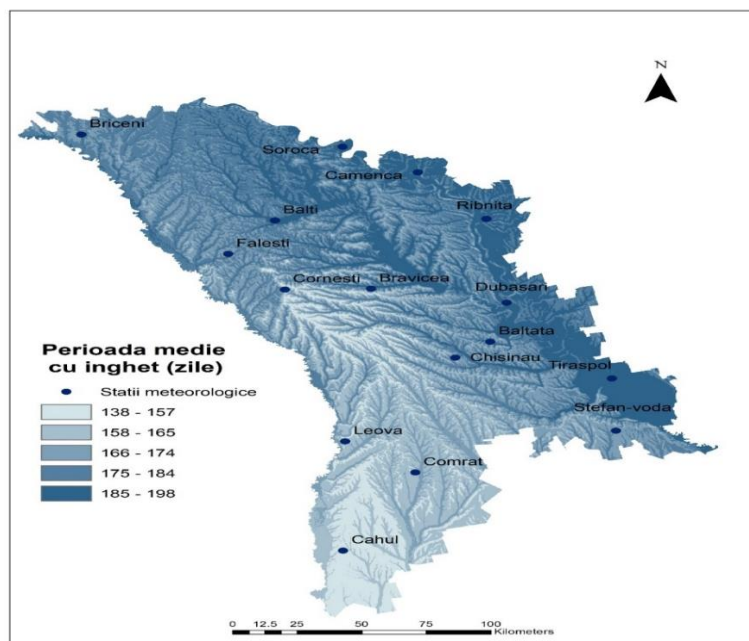 N
Briceni
Soroca
Camenca
Balti
Ribnita
Falesti
Cornesti
Bravicea
Dubasari
Baltata
Chisinau
Tiraspol
Stefan-voda
Leova
Comrat
Cahul
Perioada medie
cu inghet (zile)
Statii meteorologice
138 - 157
158 - 165
166 - 174
175 - 184
185 - 198
0 12.5 25 50 75 100
Kilometers